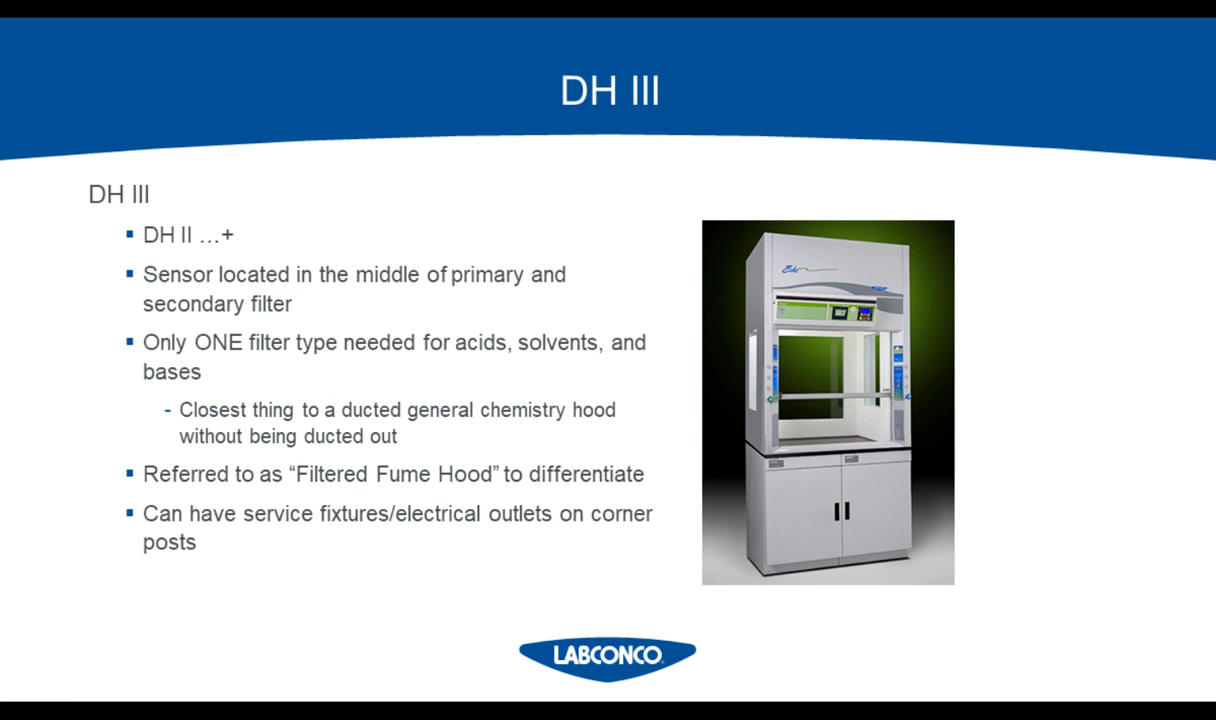 DH III
DH III
▪ DH II …+
▪ Sensor located in the middle of primary and
secondary filter
▪ Only ONE filter type needed for acids, solvents, and
bases
- Closest thing to a ducted general chemistry hood
without being ducted out
▪ Referred to as “Filtered Fume Hood” to differentiate
▪ Can have service fixtures/electrical outlets on corner
posts
Echo
LABCONCO